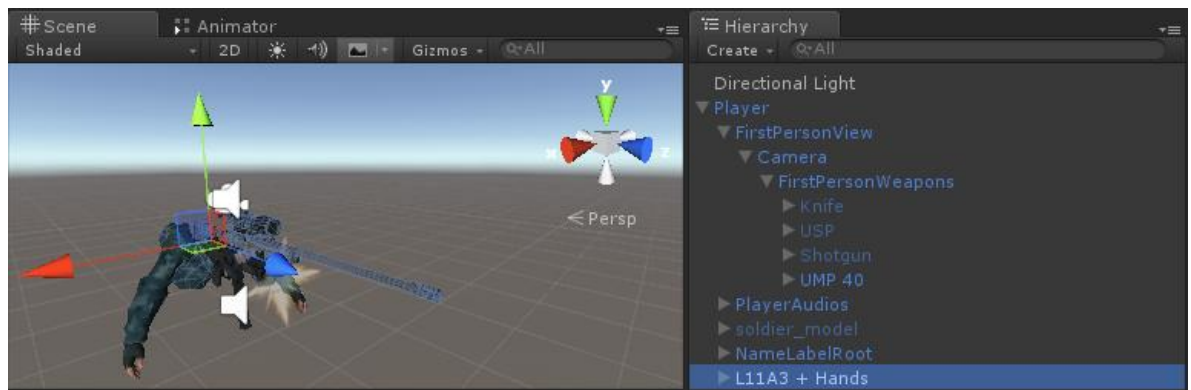 Scene Animator
Shaded 2D Gizmos All
y
x z
Persp
Hierarchy
Create All
Directional Light
Player
FirstPersonView
Camera
FirstPersonWeapons
Knife
USP
Shotgun
UMP 40
PlayerAudios
soldier_model
NameLabelRoot
L11A3 + Hands